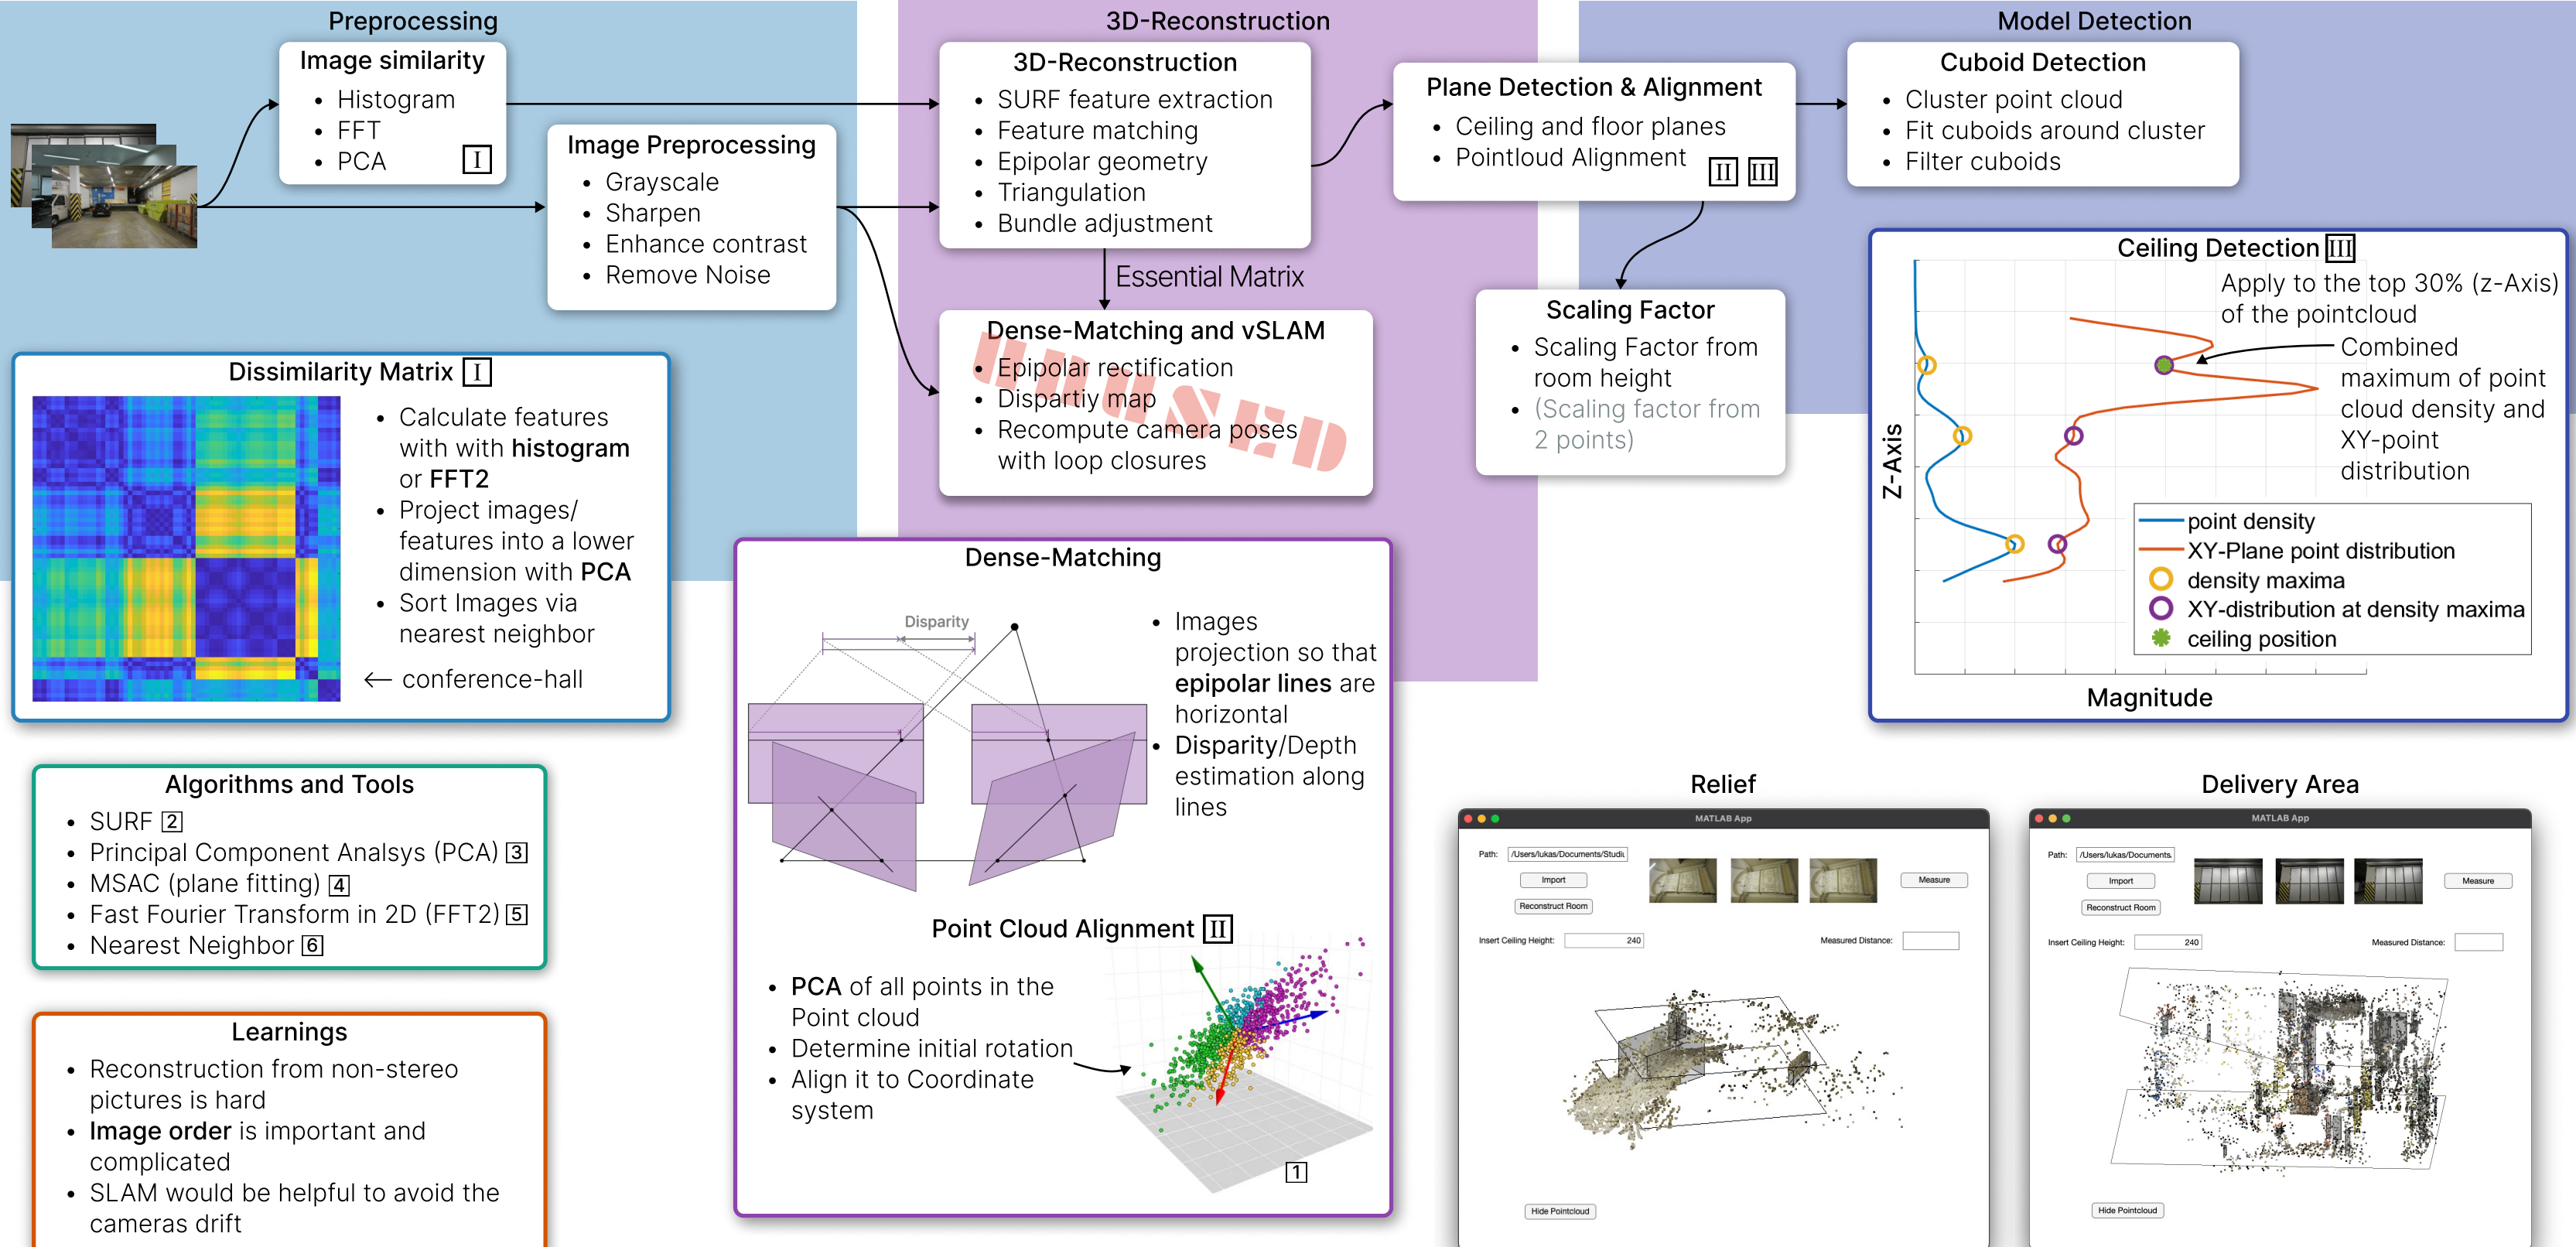 Preprocessing
Image similarity
• Histogram
• FFT
• PCA
I
Image Preprocessing
• Grayscale
• Sharpen
• Enhance contrast
• Remove Noise
3D-Reconstruction
3D-Reconstruction
• SURF feature extraction
• Feature matching
• Epipolar geometry
• Triangulation
• Bundle adjustment
Essential Matrix
Dense-Matching and vSLAM
• Epipolar rectification
• Dispartiy map
• Recompute camera poses
with loop closures
UNUSED
Model Detection
Plane Detection & Alignment
• Ceiling and floor planes
• Pointloud Alignment
II III
Cuboid Detection
• Cluster point cloud
• Fit cuboids around cluster
• Filter cuboids
Scaling Factor
• Scaling Factor from
room height
• (Scaling factor from
2 points)
Ceiling Detection III
Apply to the top 30% (z-Axis)
of the pointcloud
Combined
maximum of point
cloud density and
XY-point
distribution
Z-Axis
point density
XY-Plane point distribution
density maxima
XY-distribution at density maxima
ceiling position
Magnitude
Dissimilarity Matrix I
• Calculate features
with with histogram
or FFT2
• Project images/
features into a lower
dimension with PCA
• Sort Images via
nearest neighbor
← conference-hall
Algorithms and Tools
• SURF 2
• Principal Component Analsys (PCA) 3
• MSAC (plane fitting) 4
• Fast Fourier Transform in 2D (FFT2) 5
• Nearest Neighbor 6
Learnings
• Reconstruction from non-stereo
pictures is hard
• Image order is important and
complicated
• SLAM would be helpful to avoid the
cameras drift
Dense-Matching
Disparity
• Images
projection so that
epipolar lines are
horizontal
• Disparity/Depth
estimation along
lines
Point Cloud Alignment II
• PCA of all points in the
Point cloud
• Determine initial rotation
• Align it to Coordinate
system
1
Relief
MATLAB App
Path: /Users/lukas/Documents/Studi
Import
Reconstruct Room
Measure
Insert Ceiling Height: 240
Measured Distance:
Hide Pointcloud
Delivery Area
MATLAB App
Path: /Users/lukas/Documents
Import
Reconstruct Room
Measure
Insert Ceiling Height: 240
Measured Distance:
Hide Pointcloud